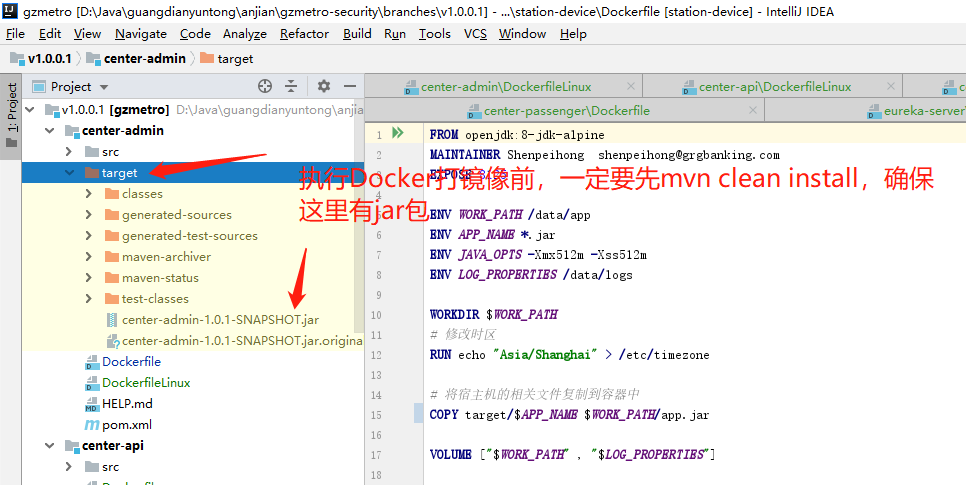 gzmetro [D:\Java\guangdianyuntong\anjian\gzmetro-security\branches\v1.0.0.1] - ...\station-device\Dockerfile [station-device] - IntelliJ IDEA
File Edit View Navigate Code Analyze Refactor Build Run Tools VCS Window Help
v1.0.0.1 center-admin target
1: Project
Project
v1.0.0.1 [gzmetro] D:\Java\guangdianyuntong\anjian
center-admin
src
target
classes
generated-sources
generated-test-sources
maven-archiver
maven-status
test-classes
center-admin-1.0.1-SNAPSHOT.jar
center-admin-1.0.1-SNAPSHOT.jar.origina
Dockerfile
DockerfileLinux
HELP.md
pom.xml
center-api
src
center-admin\DockerfileLinux center-api\DockerfileLinux
center-passenger\Dockerfile eureka-server
执行Docker打镜像前，一定要先mvn clean install，确保
这里有jar包
1 FROM openjdk:8-jdk-alpine
2 MAINTAINER Shenpeihong shenpeihong@grgbanking.com
EXPOSE
ENV WORK_PATH /data/app
6 ENV APP_NAME *.jar
7 ENV JAVA_OPTS -Xmx512m -Xss512m
8 ENV LOG_PROPERTIES /data/logs
9
10 WORKDIR $WORK_PATH
11 # 修改时区
12 RUN echo "Asia/Shanghai" > /etc/timezone
13
14 # 将宿主机的相关文件复制到容器中
15 COPY target/$APP_NAME $WORK_PATH/app.jar
16
17 VOLUME ["$WORK_PATH" , "$LOG_PROPERTIES"]
18